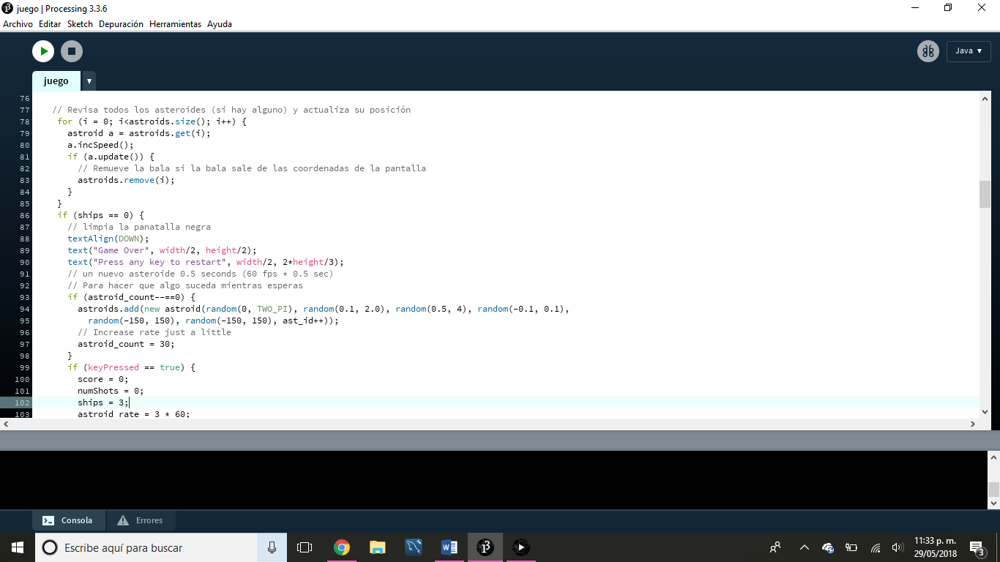 juego | Processing 3.3.6
Archivo Editar Sketch Depuración Herramientas Ayuda
Java ▾
juego ▾
76
77 // Revisa todos los asteroides (si hay alguno) y actualiza su posición
78 for (i = 0; i<astroids.size(); i++) {
79 astroid a = astroids.get(i);
80 a.incSpeed();
81 if (a.update()) {
82 // Remueve la bala si la bala sale de las coordenadas de la pantalla
83 astroids.remove(i);
84 }
85 }
86 if (ships == 0) {
87 // limpia la panatalla negra
88 textAlign(DOWN);
89 text("Game Over", width/2, height/2);
90 text("Press any key to restart", width/2, 2*height/3);
91 // un nuevo asteroide 0.5 seconds (60 fps * 0.5 sec)
92 // Para hacer que algo suceda mientras esperas
93 if (astroid_count--==0) {
94 astroids.add(new astroid(random(0, TWO_PI), random(0.1, 2.0), random(0.5, 4), random(-0.1, 0.1),
95 random(-150, 150), random(-150, 150), ast_id++));
96 // Increase rate just a little
97 astroid_count = 30;
98 }
99 if (keyPressed == true) {
100 score = 0;
101 numShots = 0;
102 ships = 3;
103 astroid_rate = 3 * 60;
Consola Errores
Escribe aquí para buscar
11:33 p. m.
29/05/2018
3